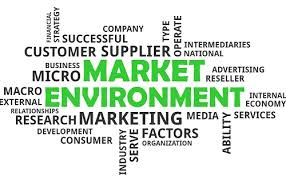 FINANCIAL
STRATEGY
COMPANY
SUCCESSFUL
TYPE
OPERATE
INTERMEDIARIES
NATIONAL
CUSTOMER SUPPLIER
BUSINESS
MICRO
MARKET
ADVERTISING
RESELLER
MACRO
EXTERNAL
ENVIRONMENT
INTERNAL
ECONOMY
RELATIONSHIPS
RESEARCH
MARKETING
MEDIA
ABILITY
SERVICES
DEVELOPMENT
CONSUMER
INDUSTRY
SERVE
FACTORS
ORGANIZATION